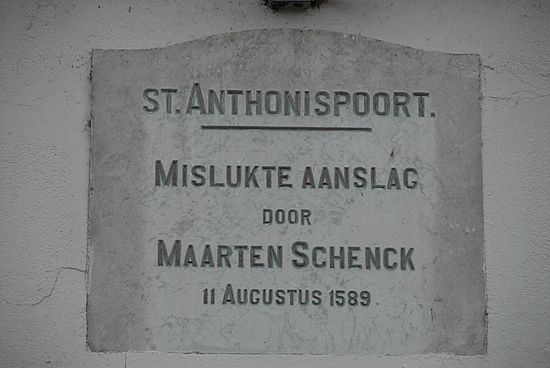 ST. ANTHONISPOORT.
MISLUKTE AANSLAG
DOOR
MAARTEN SCHENCK
11 AUGUSTUS 1589.